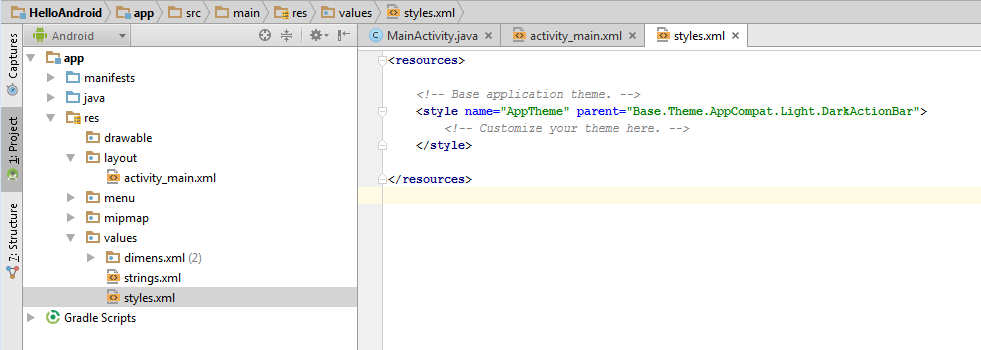 HelloAndroid app src main res values styles.xml
Android
MainActivity.java activity_main.xml styles.xml
Captures
1: Project
7: Structure
app
manifests
java
res
drawable
layout
activity_main.xml
menu
mipmap
values
dimens.xml (2)
strings.xml
styles.xml
Gradle Scripts
<resources>
<!-- Base application theme. -->
<style name="AppTheme" parent="Base.Theme.AppCompat.Light.DarkActionBar">
<!-- Customize your theme here. -->
</style>
</resources>